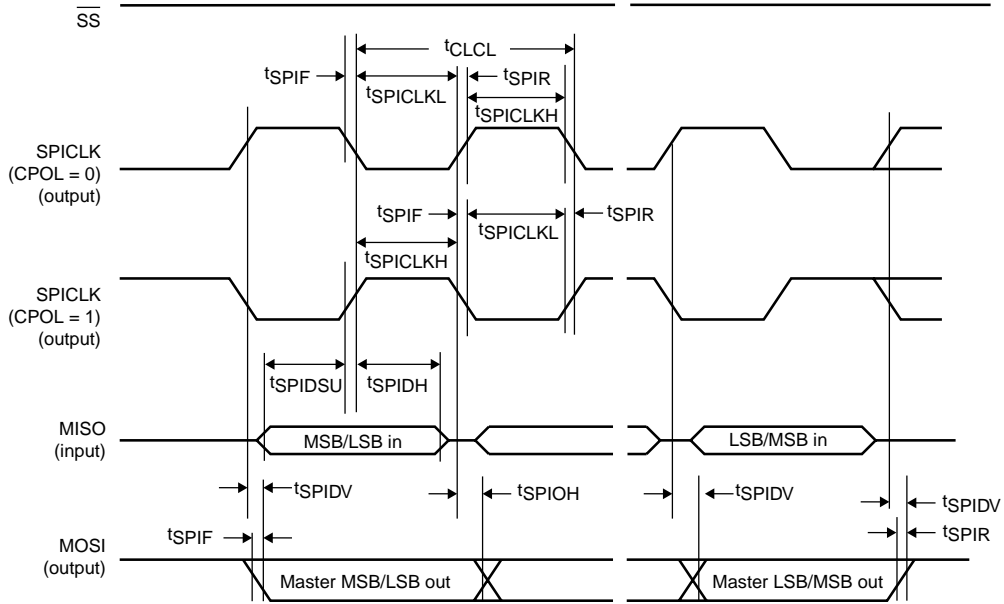 SS
tCLCL
tSPIF
tSPIR
tSPICLKL
tSPICLKH
SPICLK
(CPOL = 0)
(output)
tSPIF
tSPIR
tSPICLKL
tSPICLKH
SPICLK
(CPOL = 1)
(output)
tSPIDSU
tSPIDH
MISO
(input)
MSB/LSB in
LSB/MSB in
tSPIDV
tSPIOH
tSPIDV
tSPIDV
tSPIF
tSPIR
MOSI
(output)
Master MSB/LSB out
Master LSB/MSB out